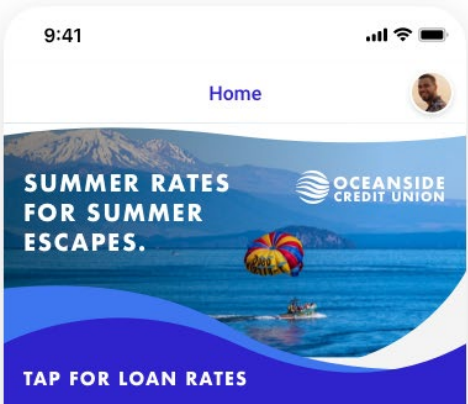 9:41
Home
SUMMER RATES
FOR SUMMER
ESCAPES.
OCEANSIDE
CREDIT UNION
TAP FOR LOAN RATES